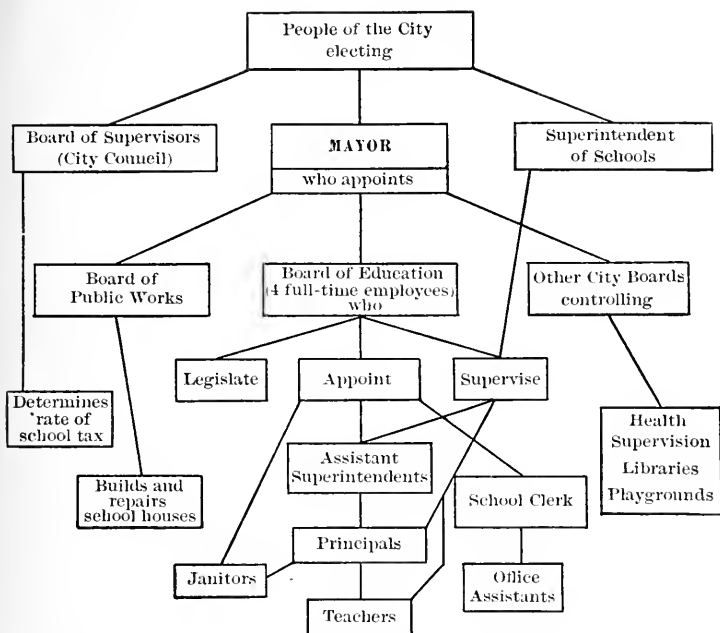 People of the City
electing
Board of Supervisors
(City Council)
MAYOR
who appoints
Superintendent
of Schools
Board of
Public Works
Board of Education
(4 full-time employees)
who
Other City Boards
controlling
Legislate
Appoint
Supervise
Determines
rate of
school tax
Health
Supervision
Libraries
Playgrounds
Assistant
Superintendents
Builds and
repairs
school houses
School Clerk
Principals
Janitors
Office
Assistants
Teachers